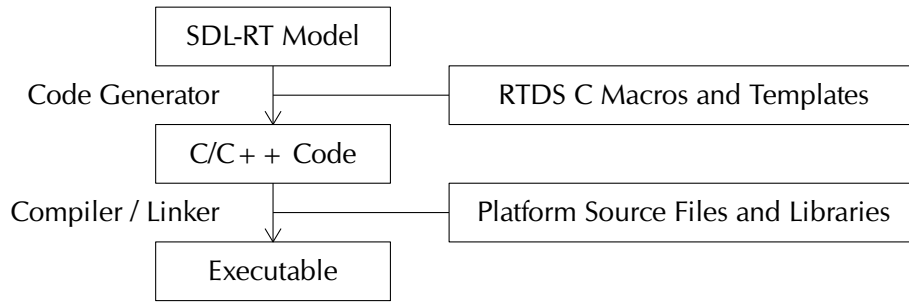 SDL-RT Model
Code Generator
RTDS C Macros and Templates
C/C++ Code
Compiler / Linker
Platform Source Files and Libraries
Executable